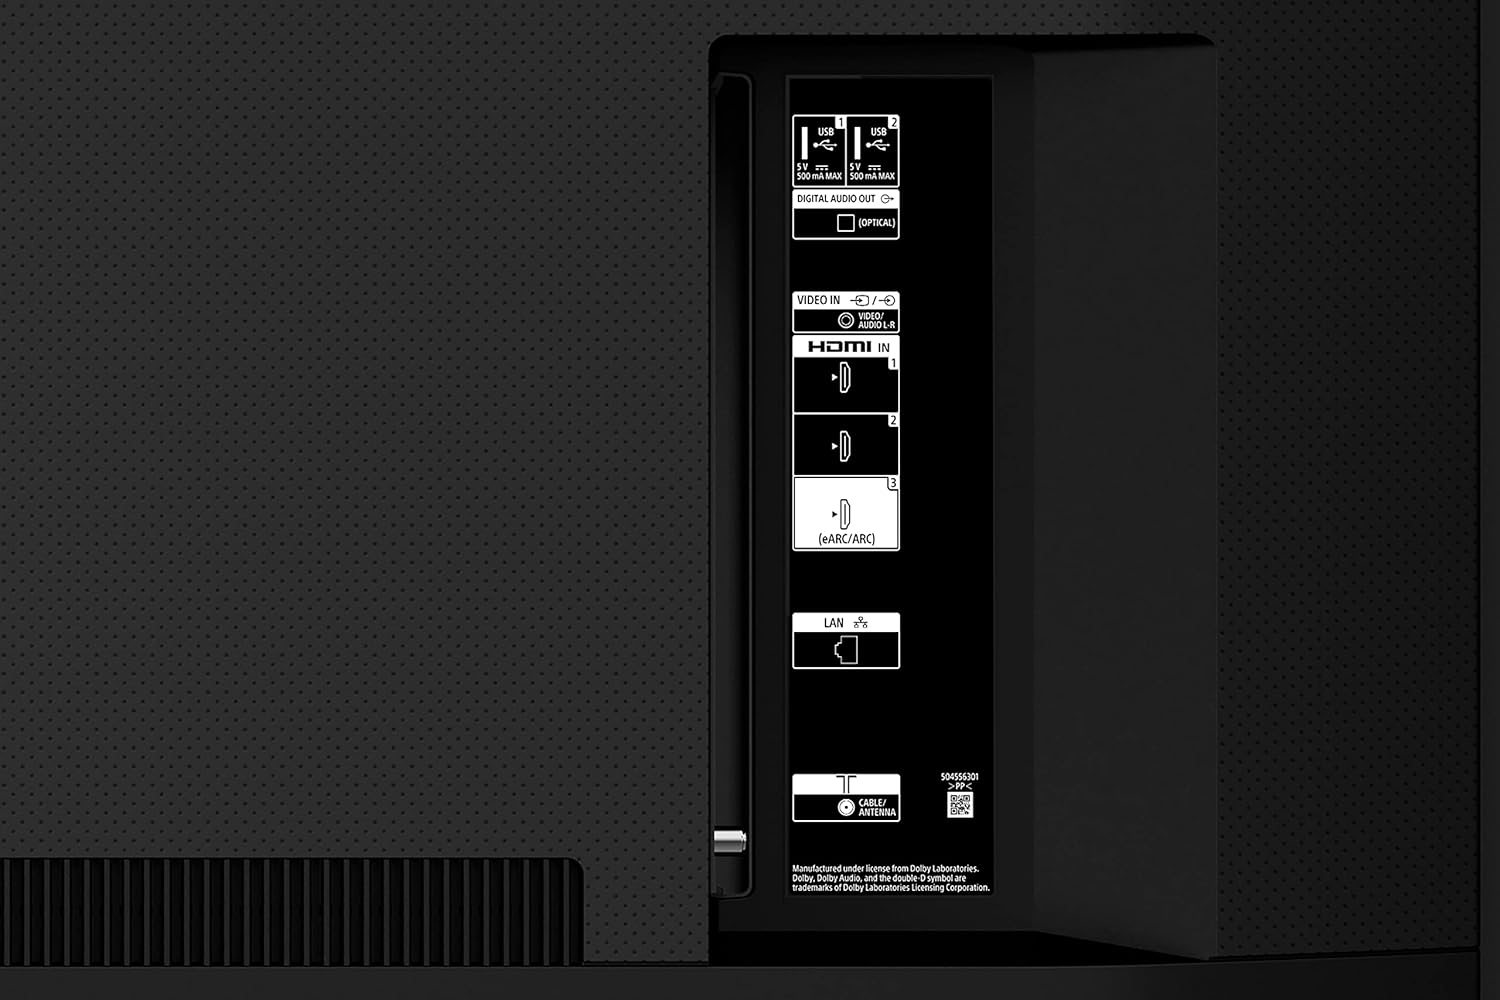 1 2
USB USB
5 V 5 V
500 mA MAX 500 mA MAX
DIGITAL AUDIO OUT
(OPTICAL)
VIDEO IN /
VIDEO/
AUDIO L-R
HDMI IN
1
2
3
(eARC/ARC)
LAN
CABLE/
ANTENNA
504556301
>PP<
Manufactured under license from Dolby Laboratories.
Dolby, Dolby Audio, and the double-D symbol are
trademarks of Dolby Laboratories Licensing Corporation.